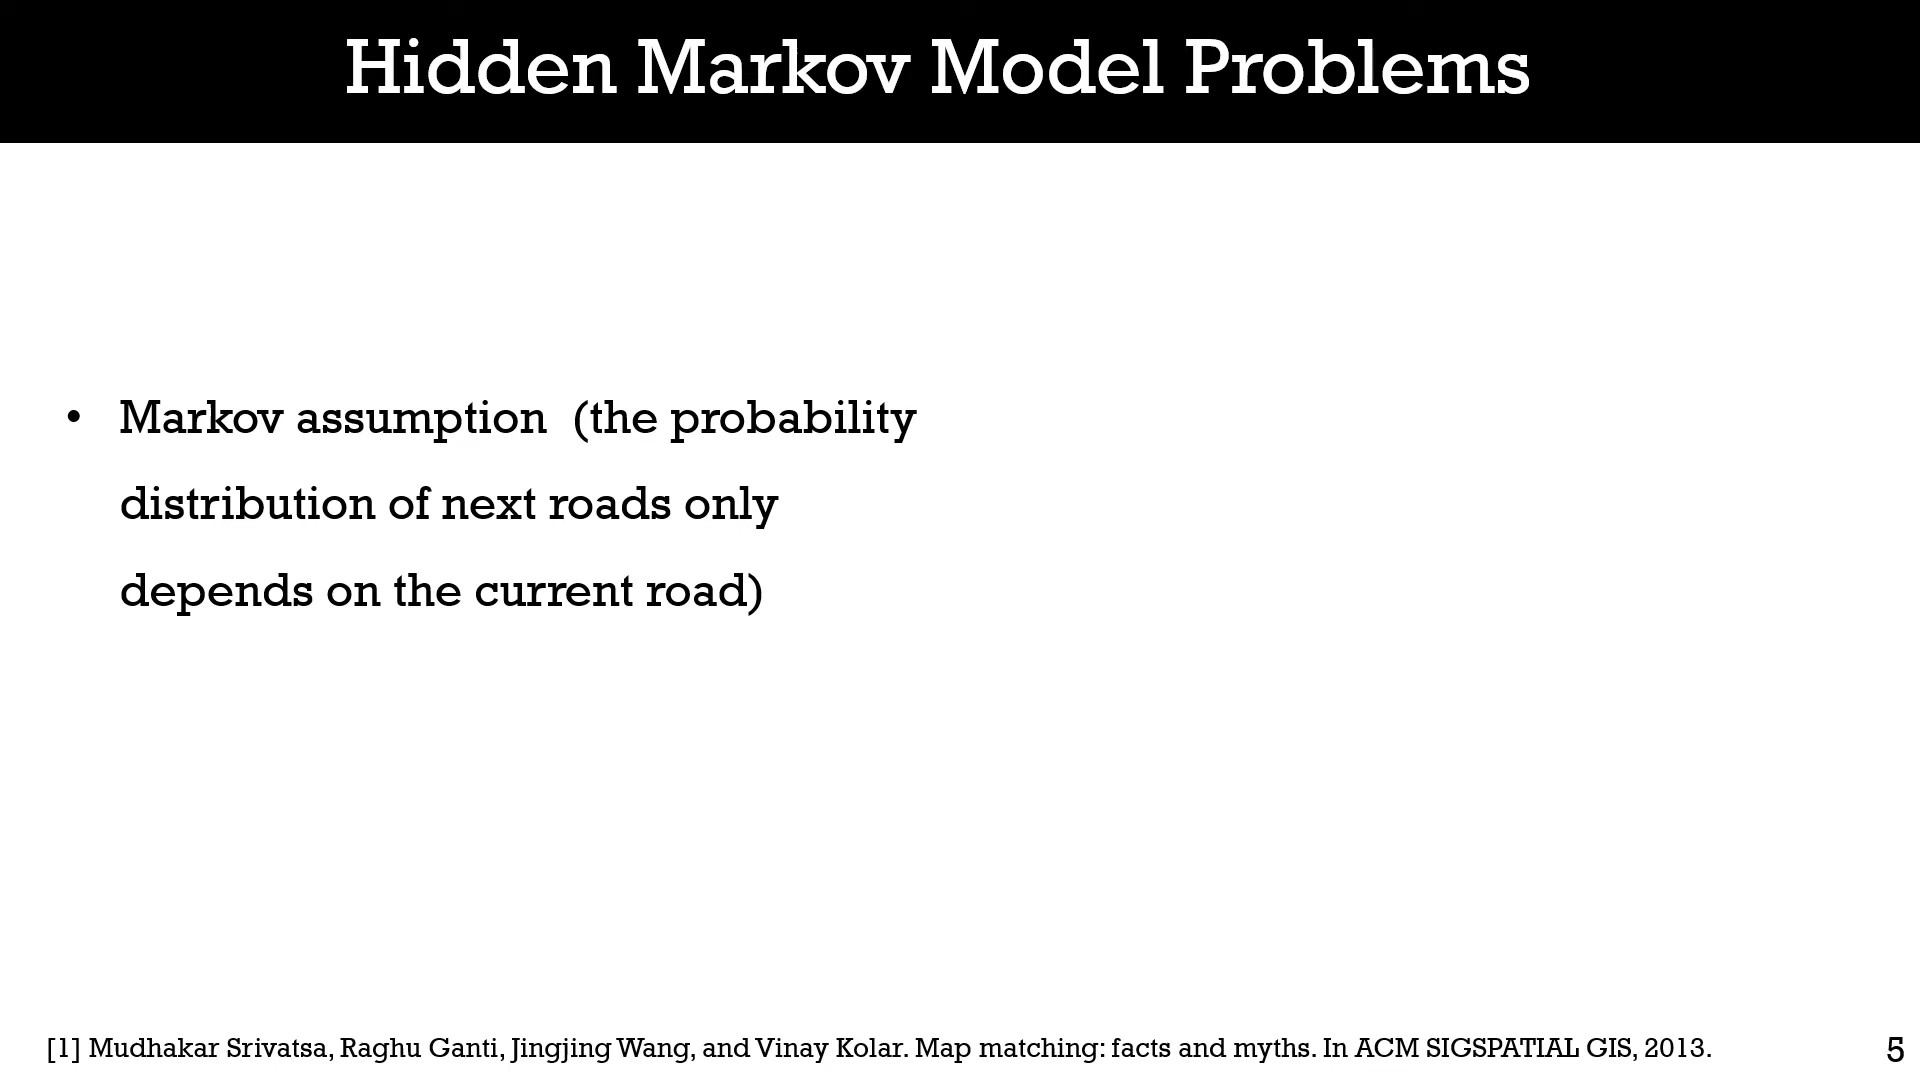 Hidden Markov Model Problems
• Markov assumption (the probability
distribution of next roads only
depends on the current road)
[1] Mudhakar Srivatsa, Raghu Ganti, Jingjing Wang, and Vinay Kolar. Map matching: facts and myths. In ACM SIGSPATIAL GIS, 2013.
5